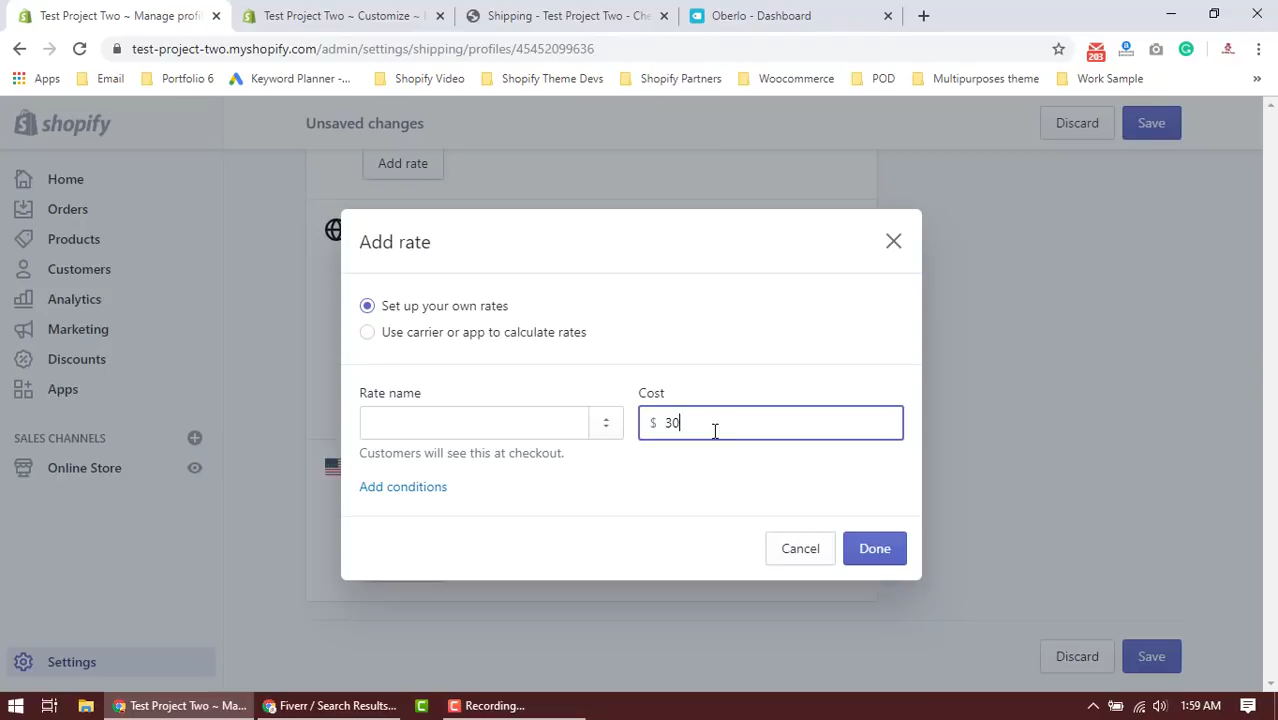 Test Project Two ~ Manage profi
Test Project Two ~ Customize ~
Shipping - Test Project Two - Che
Oberlo - Dashboard
test-project-two.myshopify.com/admin/settings/shipping/profiles/45452099636
203
Apps
Email
Portfolio 6
Keyword Planner -...
Shopify Video
Shopify Theme Devs
Shopify Partners
Woocommerce
POD
Multipurposes theme
Work Sample
»
shopify
Unsaved changes
Discard
Save
Add rate
Home
Orders
Products
Customers
Analytics
Marketing
Discounts
Apps
SALES CHANNELS
Online Store
Settings
Add rate
Set up your own rates
Use carrier or app to calculate rates
Rate name
Cost
$ 30
Customers will see this at checkout.
Add conditions
Cancel
Done
Discard
Save
Test Project Two ~ Ma...
Fiverr / Search Results...
Recording...
1:59 AM